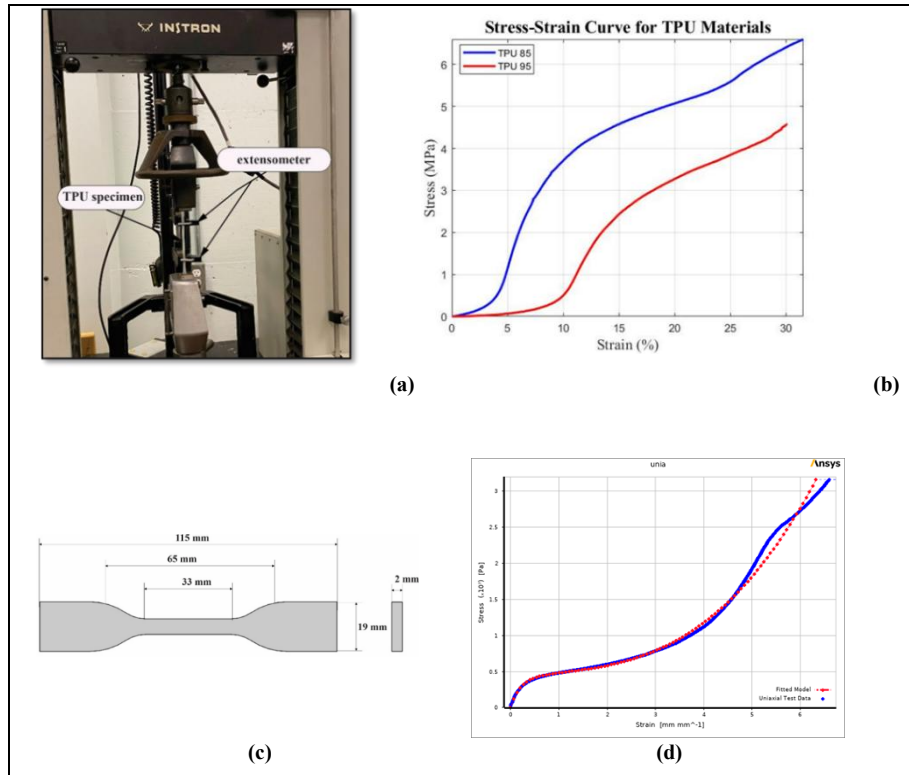 INSTRON
extensometer
TPU specimen
(a)
Stress-Strain Curve for TPU Materials
TPU 85
TPU 95
Stress (MPa)
6
5
4
3
2
1
0
0 5 10 15 20 25 30
Strain (%)
(b)
115 mm
65 mm
33 mm
2 mm
19 mm
(c)
unia
Ansys
Stress [Pa]
3
2.5
2
1.5
1
0.5
0
0 1 2 3 4 5 6
Fitted Model
Uniaxial Test Data
Strain [mm mm^-1]
(d)